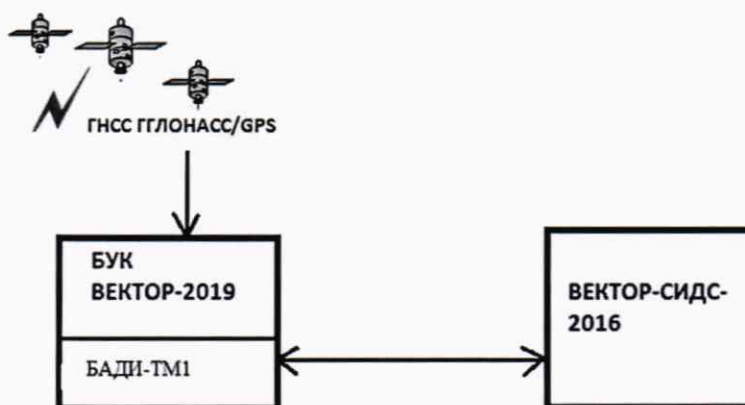 ГНСС ГГЛОНАСС/GPS
БУК
ВЕКТОР-2019
БАДИ-ТМ1
ВЕКТОР-СИДС-
2016